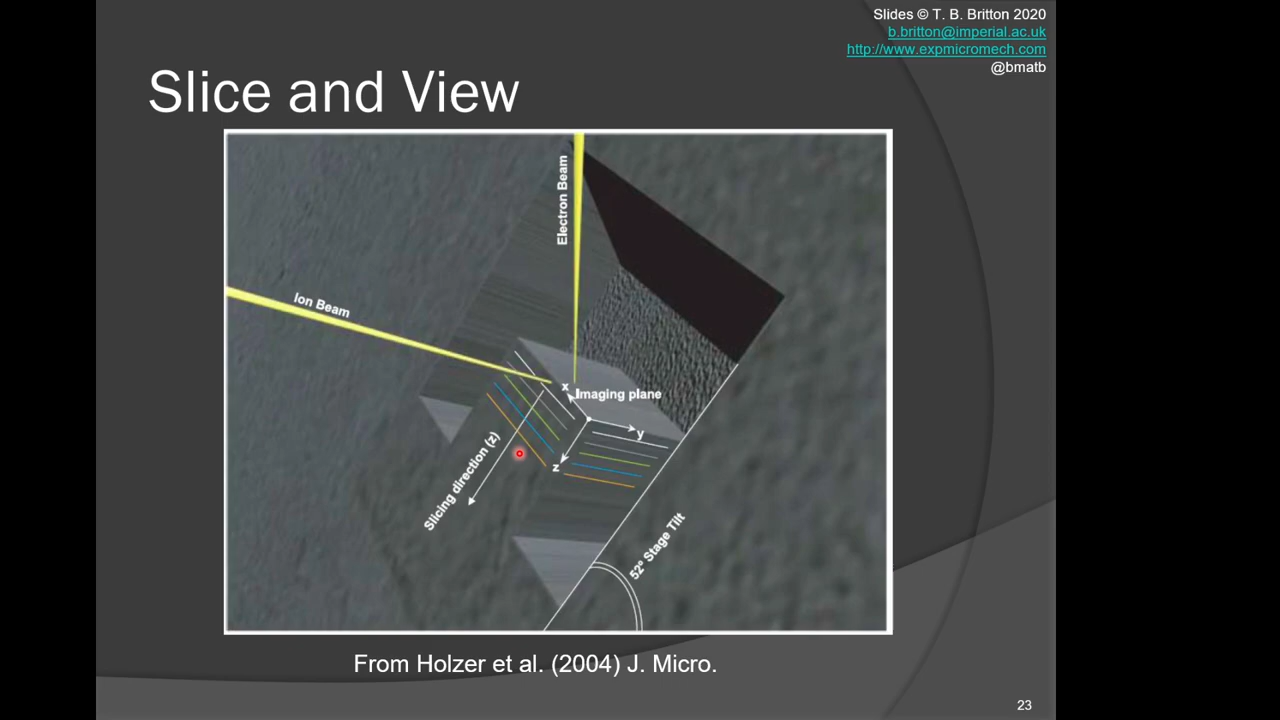 Slides © T. B. Britton 2020
b.britton@imperial.ac.uk
http://www.expmicromech.com
@bmatb
Slice and View
Electron Beam
Ion Beam
x
Imaging plane
y
z
Slicing direction (z)
52° Stage Tilt
From Holzer et al. (2004) J. Micro.
23